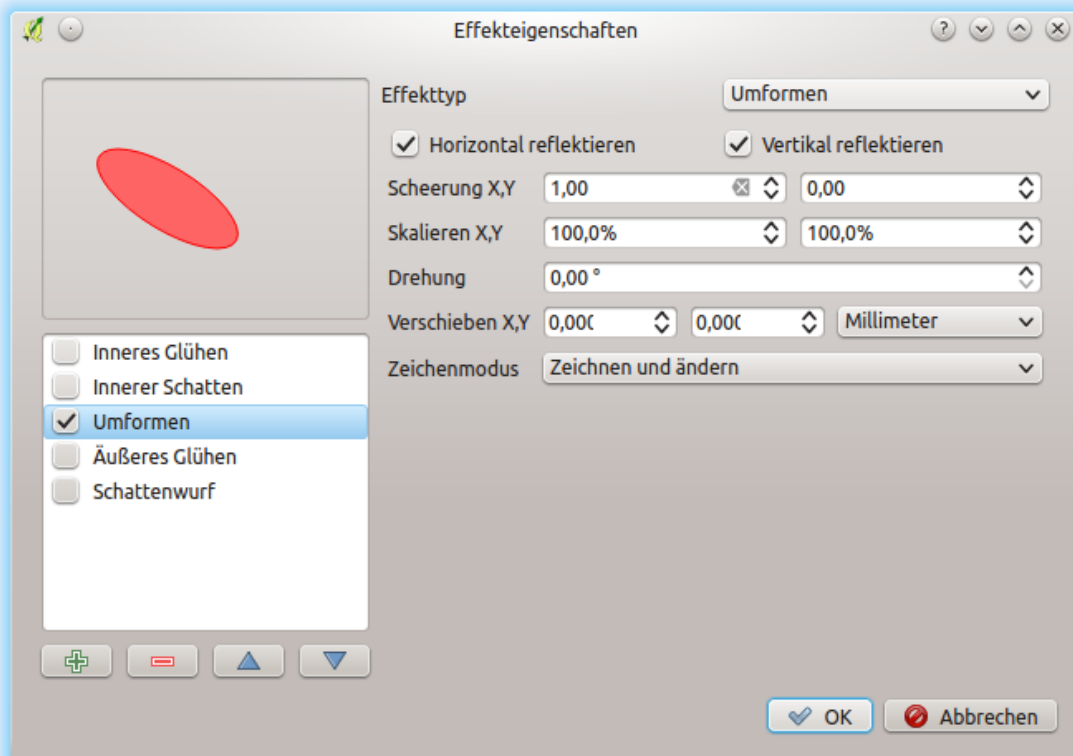 Effekteigenschaften
Effekttyp Umformen
Horizontal reflektieren Vertikal reflektieren
Scheerung X,Y 1,00 0,00
Skalieren X,Y 100,0% 100,0%
Drehung 0,00 °
Verschieben X,Y 0,000 0,000 Millimeter
Zeichenmodus Zeichnen und ändern
Inneres Glühen
Innerer Schatten
Umformen
Äußeres Glühen
Schattenwurf
OK Abbrechen